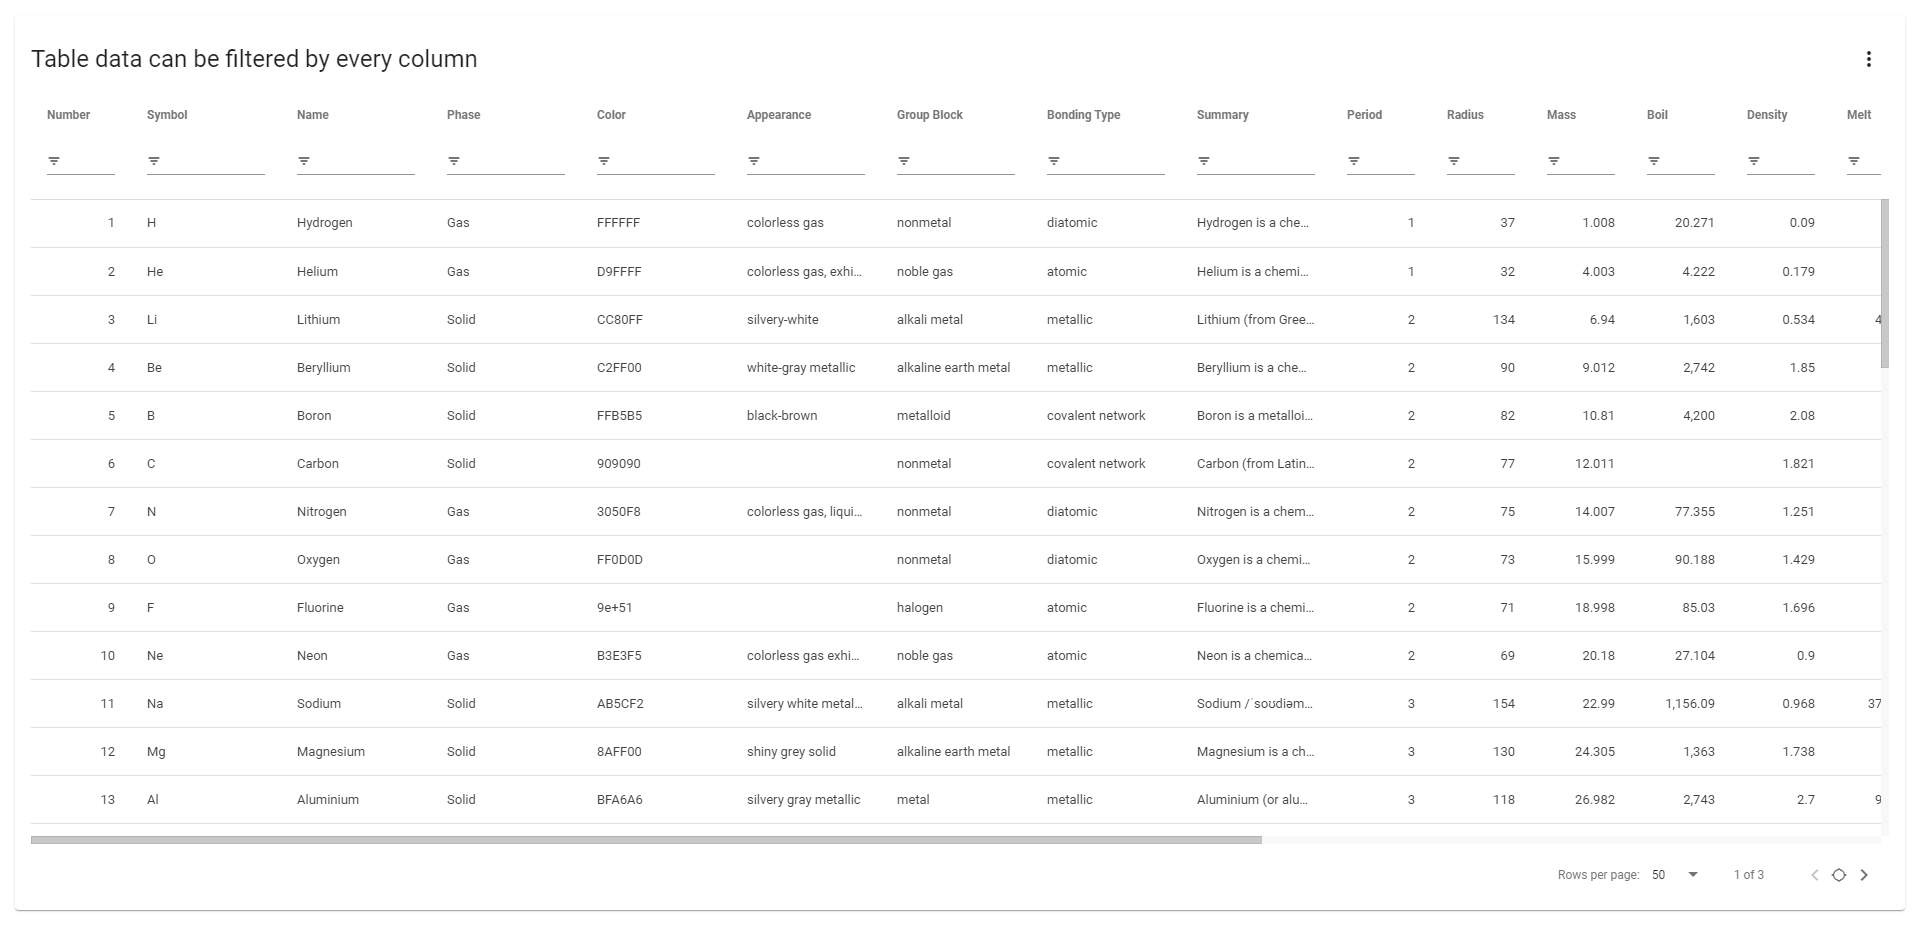 Table data can be filtered by every column
Number Symbol Name Phase Color Appearance Group Block Bonding Type Summary Period Radius Mass Boil Density Melt
1 H Hydrogen Gas FFFFFF colorless gas nonmetal diatomic Hydrogen is a che... 1 37 1.008 20.271 0.09
2 He Helium Gas D9FFFF colorless gas, exhi... noble gas atomic Helium is a chemi... 1 32 4.003 4.222 0.179
3 Li Lithium Solid CC80FF silvery-white alkali metal metallic Lithium (from Gree... 2 134 6.94 1,603 0.534 4
4 Be Beryllium Solid C2FF00 white-gray metallic alkaline earth metal metallic Beryllium is a che... 2 90 9.012 2,742 1.85
5 B Boron Solid FFB5B5 black-brown metalloid covalent network Boron is a metalloi... 2 82 10.81 4,200 2.08
6 C Carbon Solid 909090 nonmetal covalent network Carbon (from Latin... 2 77 12.011 1.821
7 N Nitrogen Gas 3050F8 colorless gas, liqui... nonmetal diatomic Nitrogen is a chem... 2 75 14.007 77.355 1.251
8 O Oxygen Gas FF0D0D nonmetal diatomic Oxygen is a chemi... 2 73 15.999 90.188 1.429
9 F Fluorine Gas 9e+51 halogen atomic Fluorine is a chemi... 2 71 18.998 85.03 1.696
10 Ne Neon Gas B3E3F5 colorless gas exhi... noble gas atomic Neon is a chemica... 2 69 20.18 27.104 0.9
11 Na Sodium Solid AB5CF2 silvery white metal... alkali metal metallic Sodium /ˈsoʊdiəm... 3 154 22.99 1,156.09 0.968 37
12 Mg Magnesium Solid 8AFF00 shiny grey solid alkaline earth metal metallic Magnesium is a ch... 3 130 24.305 1,363 1.738
13 Al Aluminium Solid BFA6A6 silvery gray metallic metal metallic Aluminium (or alu... 3 118 26.982 2,743 2.7 9
Rows per page: 50 1 of 3